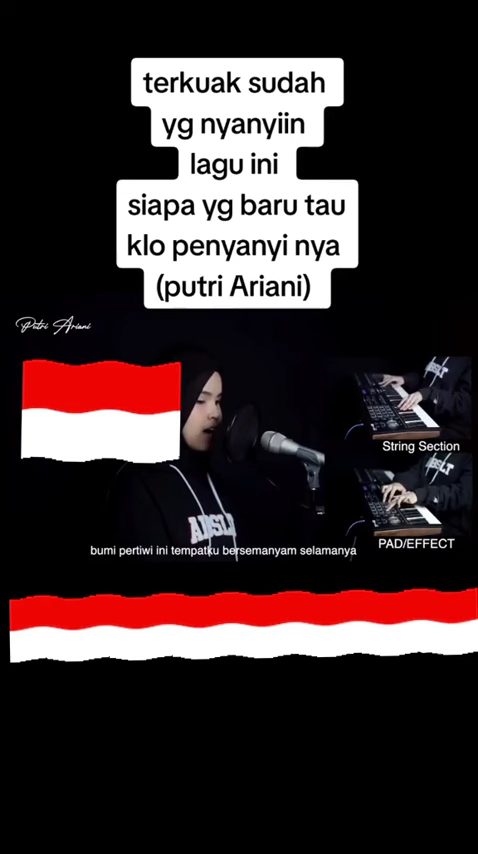 terkuak sudah
yg nyanyiin
lagu ini
siapa yg baru tau
klo penyanyi nya
(putri Ariani)
Putri Ariani
String Section
PAD/EFFECT
bumi pertiwi ini tempatku bersemanyam selamanya